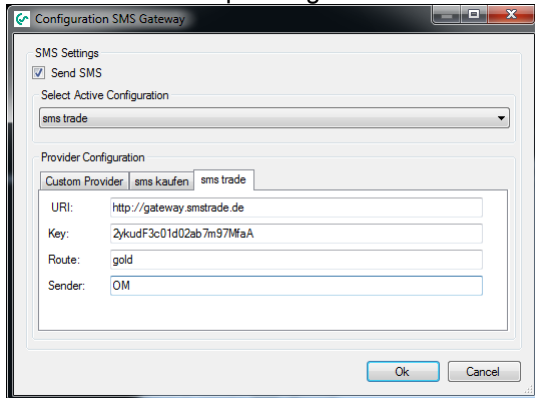 Configuration SMS Gateway
SMS Settings
Send SMS
Select Active Configuration
sms trade
Provider Configuration
Custom Provider sms kaufen sms trade
URI: http://gateway.smstrade.de
Key: 2ykudF3c01d02ab7m97MfaA
Route: gold
Sender: OM
Ok Cancel